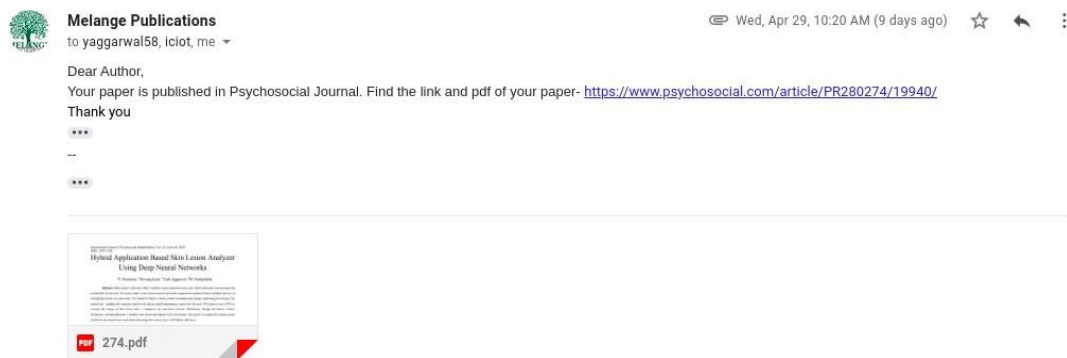 Melange Publications
Wed, Apr 29, 10:20 AM (9 days ago)
to yaggarwal58, iciot, me
Dear Author,
Your paper is published in Psychosocial Journal. Find the link and pdf of your paper- https://www.psychosocial.com/article/PR280274/19940/
Thank you
--
Hybrid Application Based Skin Lesion Analyzer
Using Deep Neural Networks
PDF 274.pdf